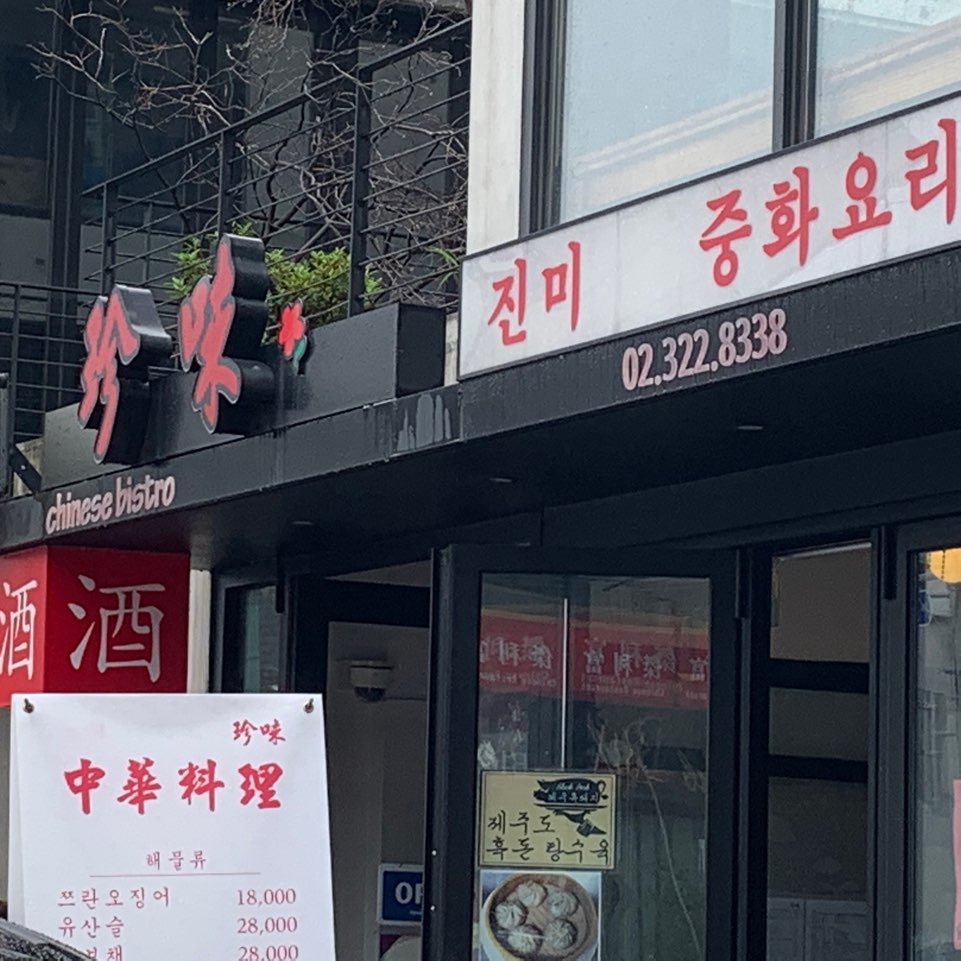 珍味
chinese bistro
진미 중화요리
02.322.8338
酒 酒
珍味
中華料理
해물류
쯔란오징어 18,000
유산슬 28,000
채 28,000
제주도
흑돈 탕수육
OP